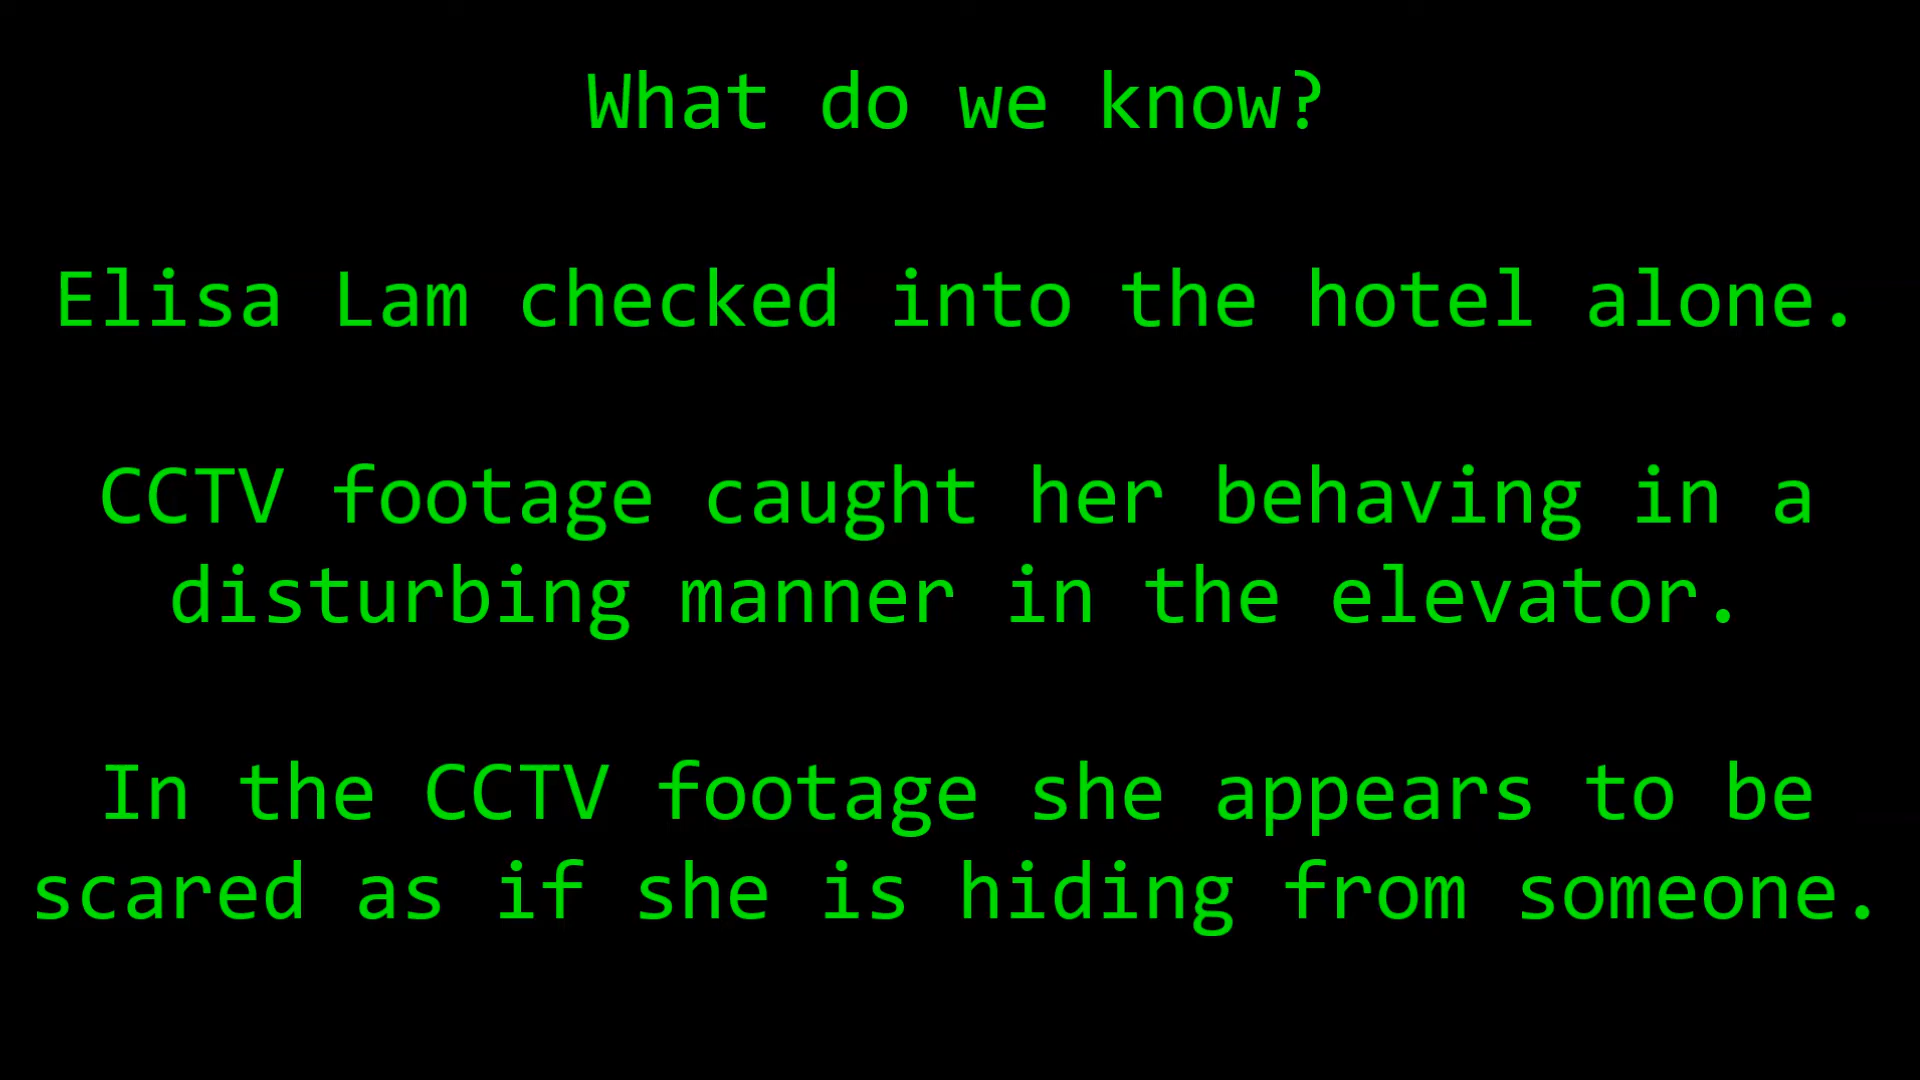 What do we know?
Elisa Lam checked into the hotel alone.
CCTV footage caught her behaving in a
disturbing manner in the elevator.
In the CCTV footage she appears to be
scared as if she is hiding from someone.